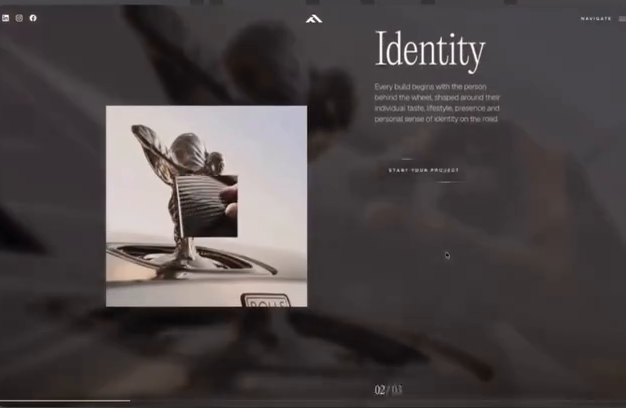 NAVIGATE
Identity
Every build begins with the person
behind the wheel, shaped around their
individual taste, lifestyle, presence and
personal sense of identity on the road.
START YOUR PROJECT
ROLLS
02/03